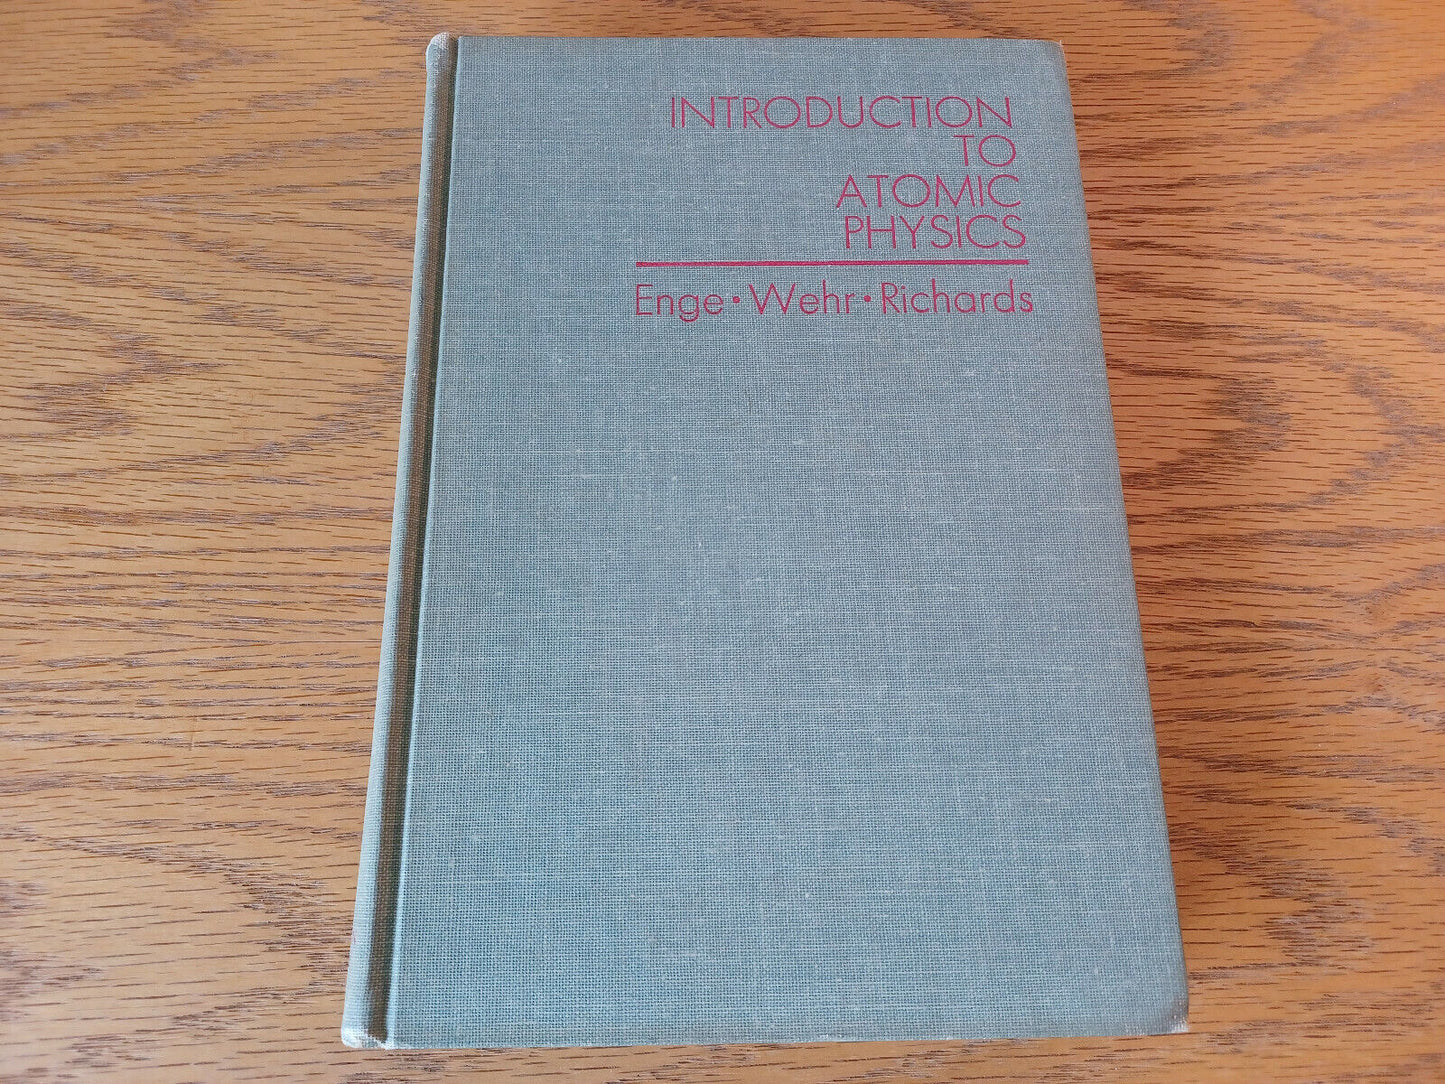 INTRODUCTION
TO
ATOMIC
PHYSICS
Enge • Wehr • Richards